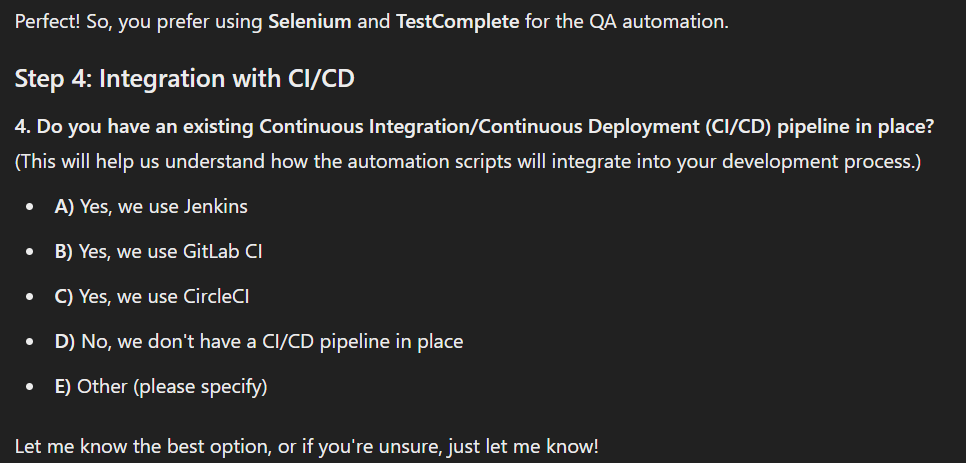 Perfect! So, you prefer using Selenium and TestComplete for the QA automation.
Step 4: Integration with CI/CD
4. Do you have an existing Continuous Integration/Continuous Deployment (CI/CD) pipeline in place?
(This will help us understand how the automation scripts will integrate into your development process.)
• A) Yes, we use Jenkins
• B) Yes, we use GitLab CI
• C) Yes, we use CircleCI
• D) No, we don't have a CI/CD pipeline in place
• E) Other (please specify)
Let me know the best option, or if you're unsure, just let me know!